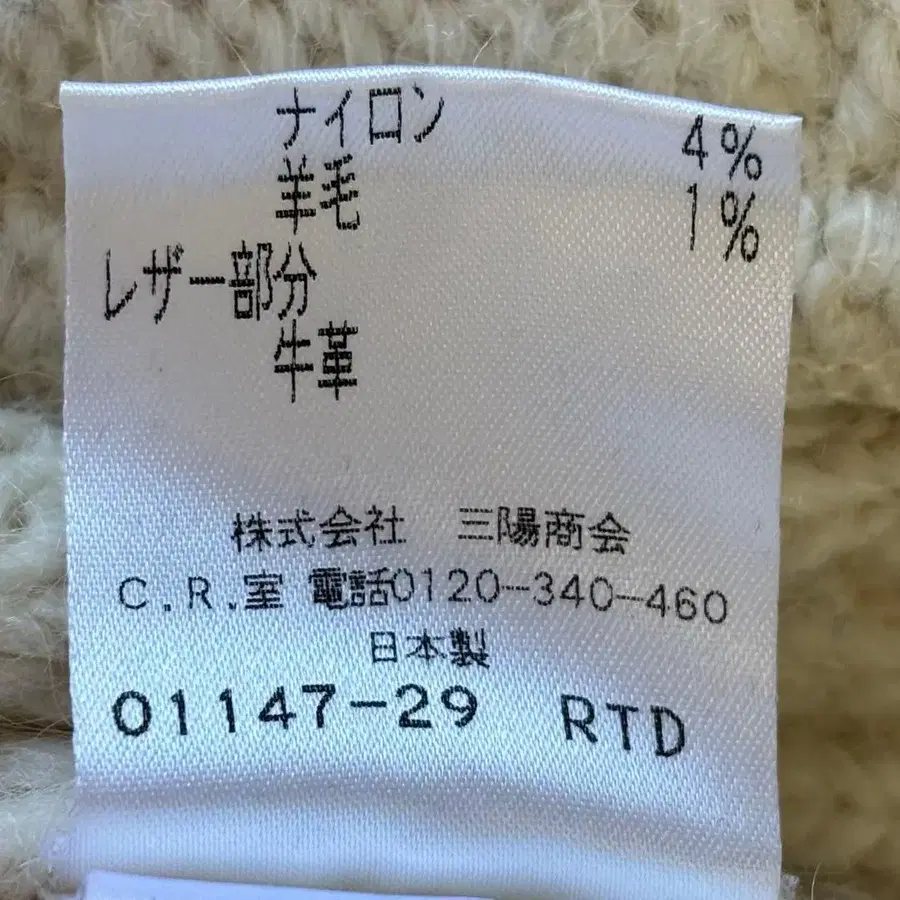 ナイロン 4%
羊毛 1%
レザー部分
牛革
株式会社 三陽商会
C.R.室 電話0120-340-460
日本製
01147-29 RTD